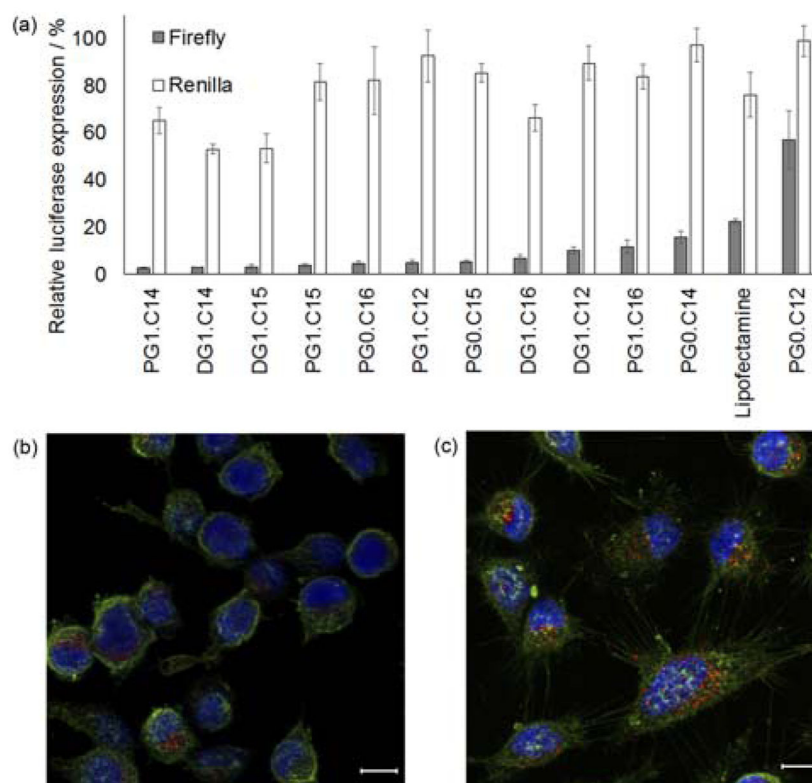 (a)
Relative luciferase expression / %
100
80
60
40
20
0
Firefly
Renilla
PG1.C14
DG1.C14
DG1.C15
PG1.C15
PG0.C16
PG1.C12
PG0.C15
DG1.C16
DG1.C12
PG1.C16
PG0.C14
Lipofectamine
PG0.C12
(b)
(c)